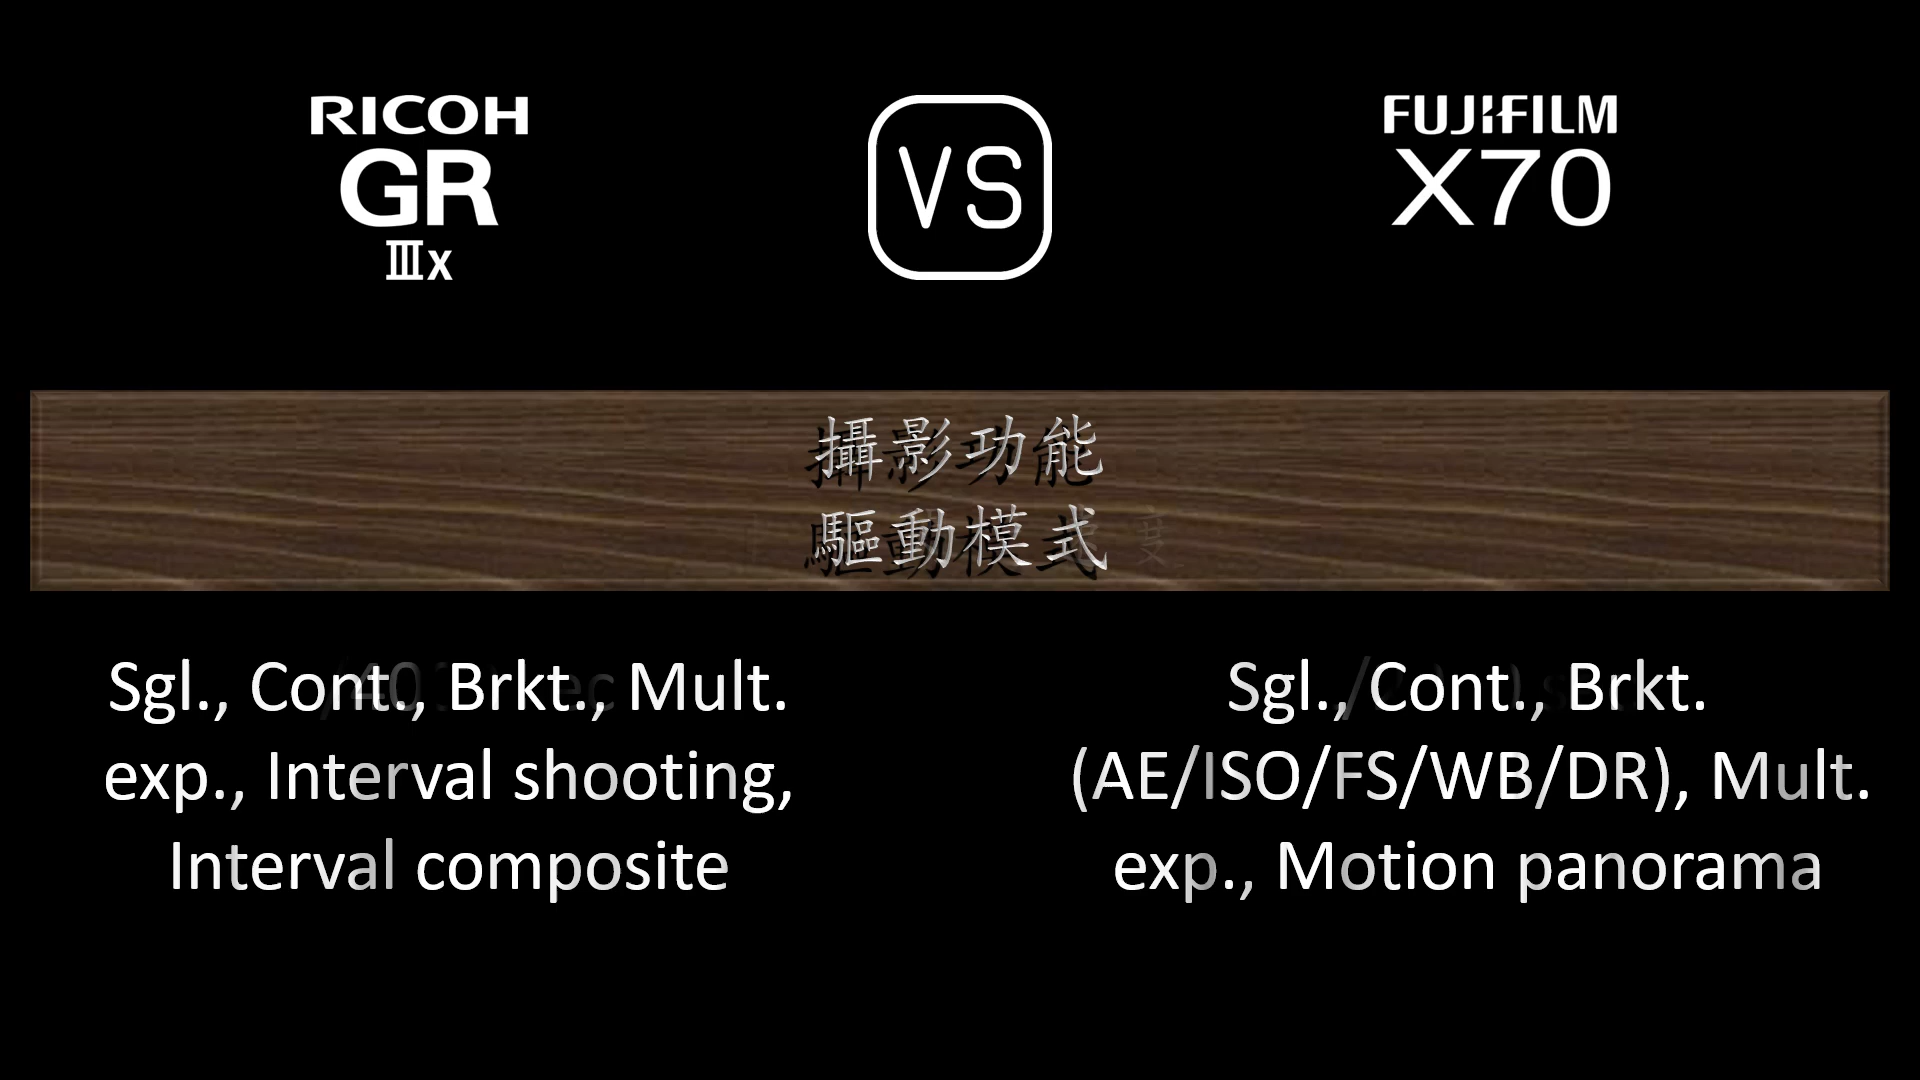 RICOH
GR
IIIx
VS
FUJIFILM
X70
攝影功能
驅動模式
Sgl., Cont., Brkt., Mult.
exp., Interval shooting,
Interval composite
Sgl., Cont., Brkt.
(AE/ISO/FS/WB/DR), Mult.
exp., Motion panorama